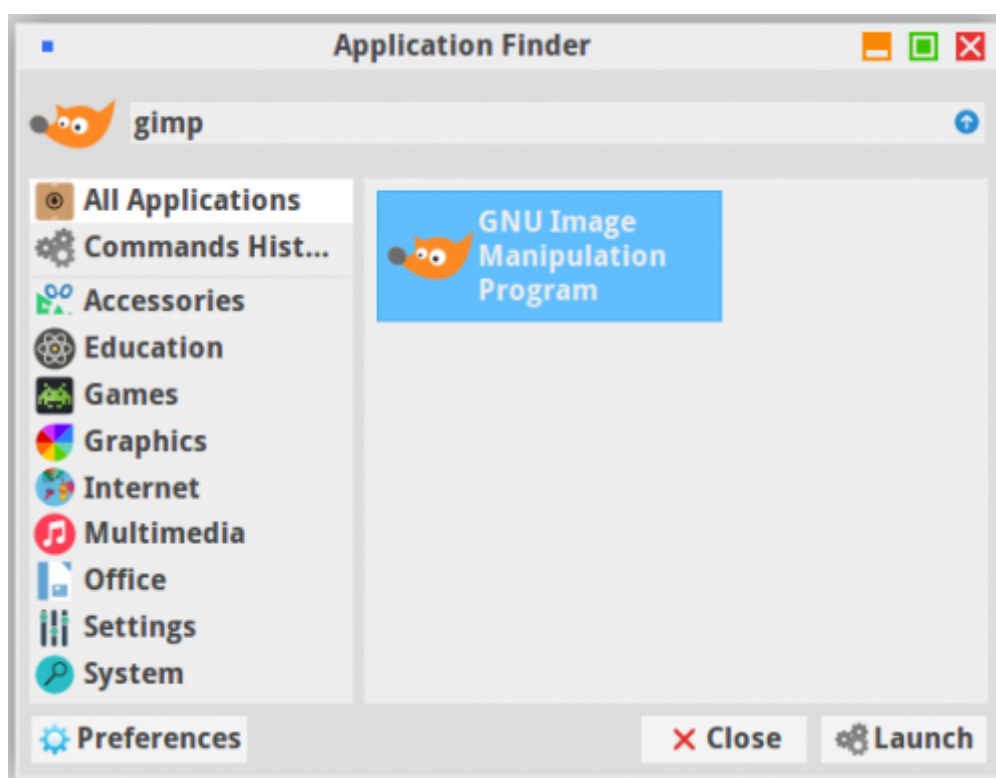 Application Finder
gimp
All Applications
Commands Hist...
Accessories
Education
Games
Graphics
Internet
Multimedia
Office
Settings
System
GNU Image
Manipulation
Program
Preferences
Close
Launch